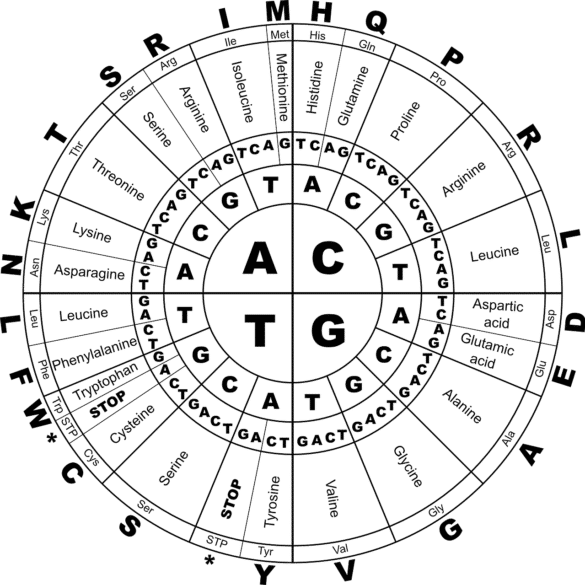 M H Q P R L D E A G V Y * S C * W F L N K T S R I
Met His Gln Pro Arg Leu Asp Glu Ala Gly Val Tyr STP Ser Cys STP Trp Phe Leu Asn Lys Thr Ser Arg Ile
Methionine
Histidine
Glutamine
Proline
Arginine
Leucine
Aspartic
acid
Glutamic
acid
Alanine
Glycine
Valine
Tyrosine
STOP
Serine
Cysteine
STOP
Tryptophan
Phenylalanine
Leucine
Asparagine
Lysine
Threonine
Serine
Arginine
Isoleucine
T C A G T C A G T C A G T C A G
T C A G T C A G T C A G T C A G
T C A G T C A G T C A G T C A G
T C A G T C A G T C A G T C A G
A C G T
A C G T
A C G T
A C G T
A C
T G